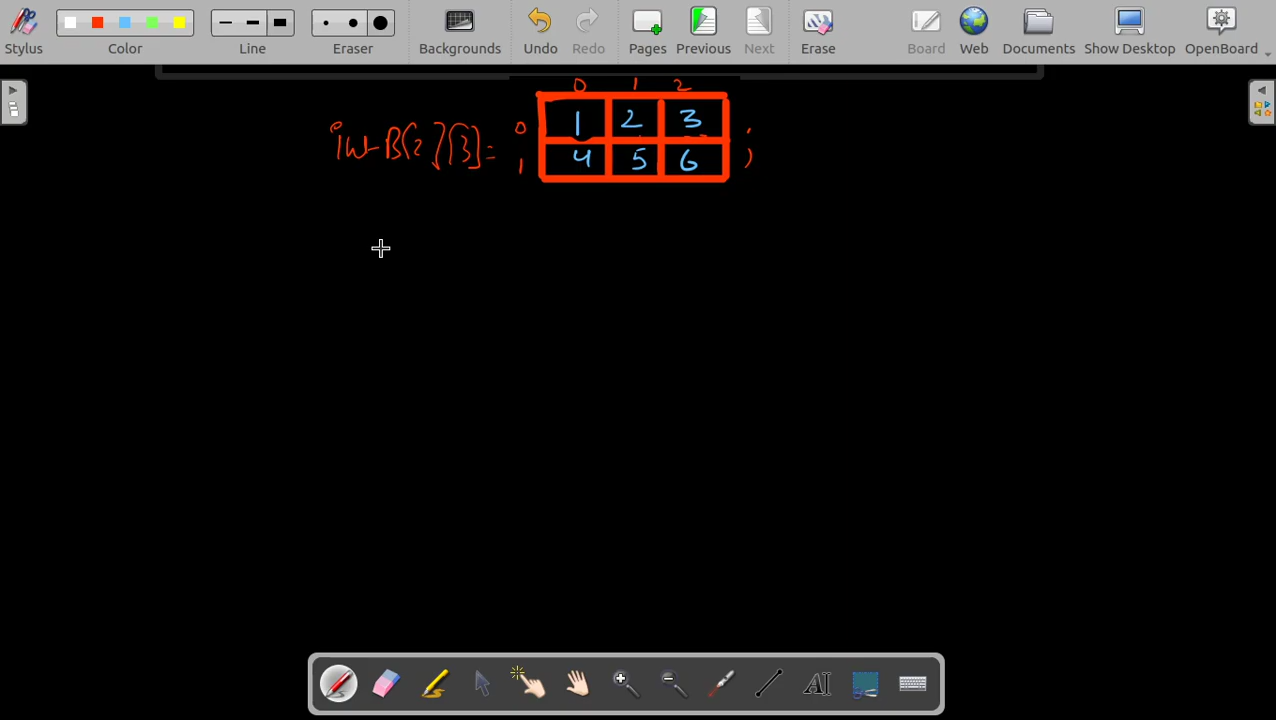 Stylus Color Line Eraser Backgrounds Undo Redo Pages Previous Next Erase Board Web Documents Show Desktop OpenBoard
0 1 2
int B[2][3] = 0 1 2 3 ;
1 4 5 6